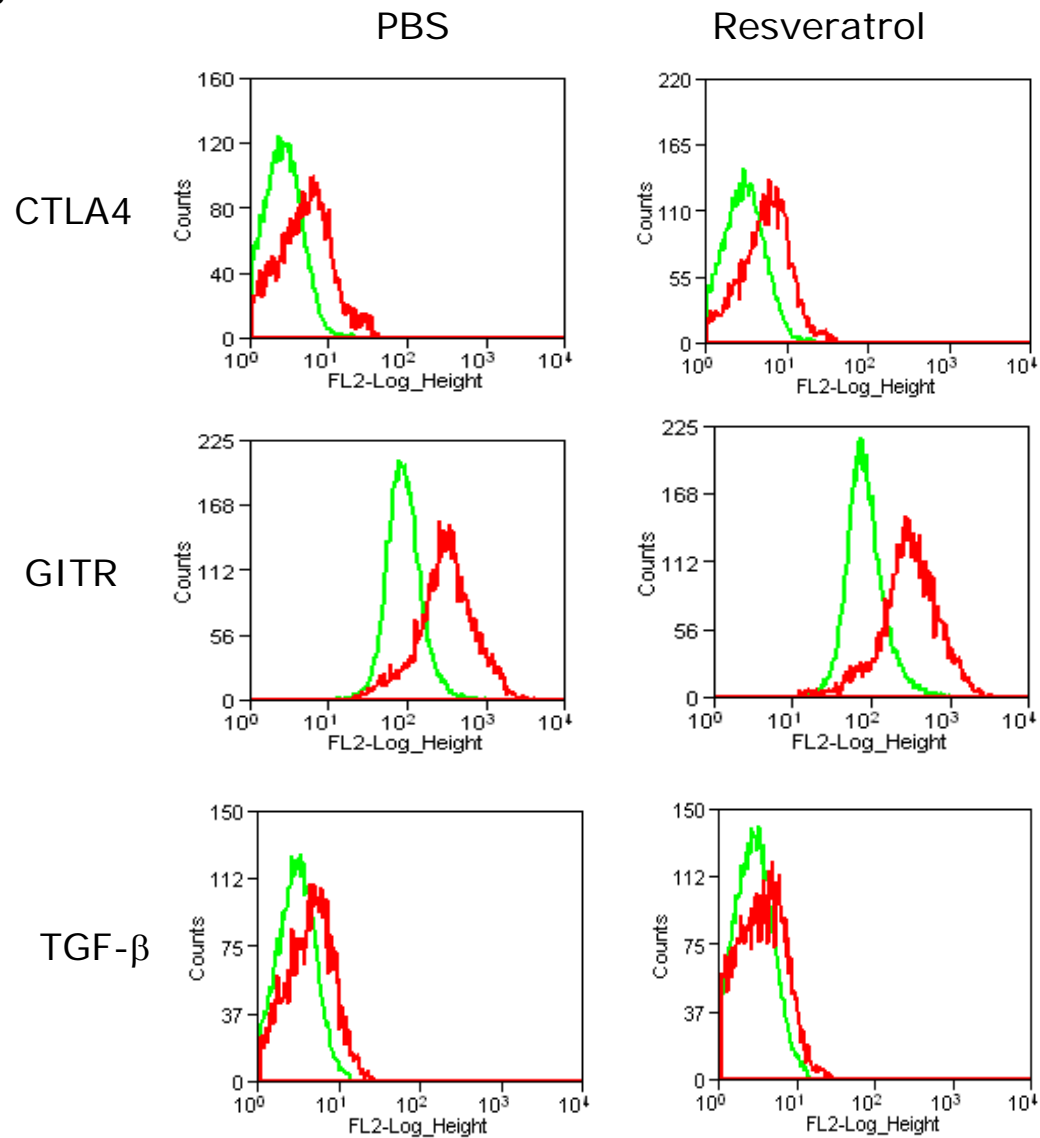 PBS Resveratrol
CTLA4
160
120
80
40
0
Counts
10⁰ 10¹ 10² 10³ 10⁴
FL2-Log_Height
220
165
110
55
0
Counts
10⁰ 10¹ 10² 10³ 10⁴
FL2-Log_Height
GITR
225
168
112
56
0
Counts
10⁰ 10¹ 10² 10³ 10⁴
FL2-Log_Height
225
168
112
56
0
Counts
10⁰ 10¹ 10² 10³ 10⁴
FL2-Log_Height
TGF-β
150
112
75
37
0
Counts
10⁰ 10¹ 10² 10³ 10⁴
FL2-Log_Height
150
112
75
37
0
Counts
10⁰ 10¹ 10² 10³ 10⁴
FL2-Log_Height